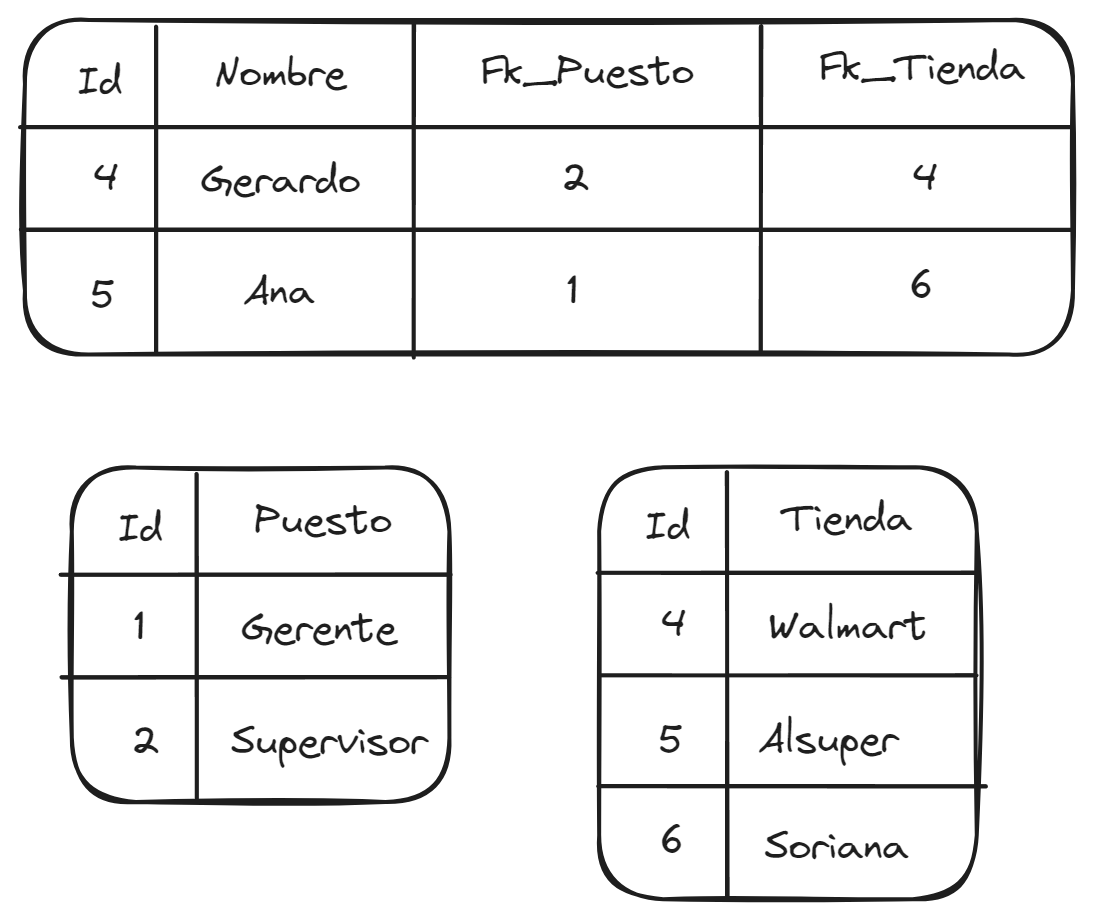 Id Nombre Fk_Puesto Fk_Tienda
4 Gerardo 2 4
5 Ana 1 6
Id Puesto
1 Gerente
2 Supervisor
Id Tienda
4 Walmart
5 Alsuper
6 Soriana